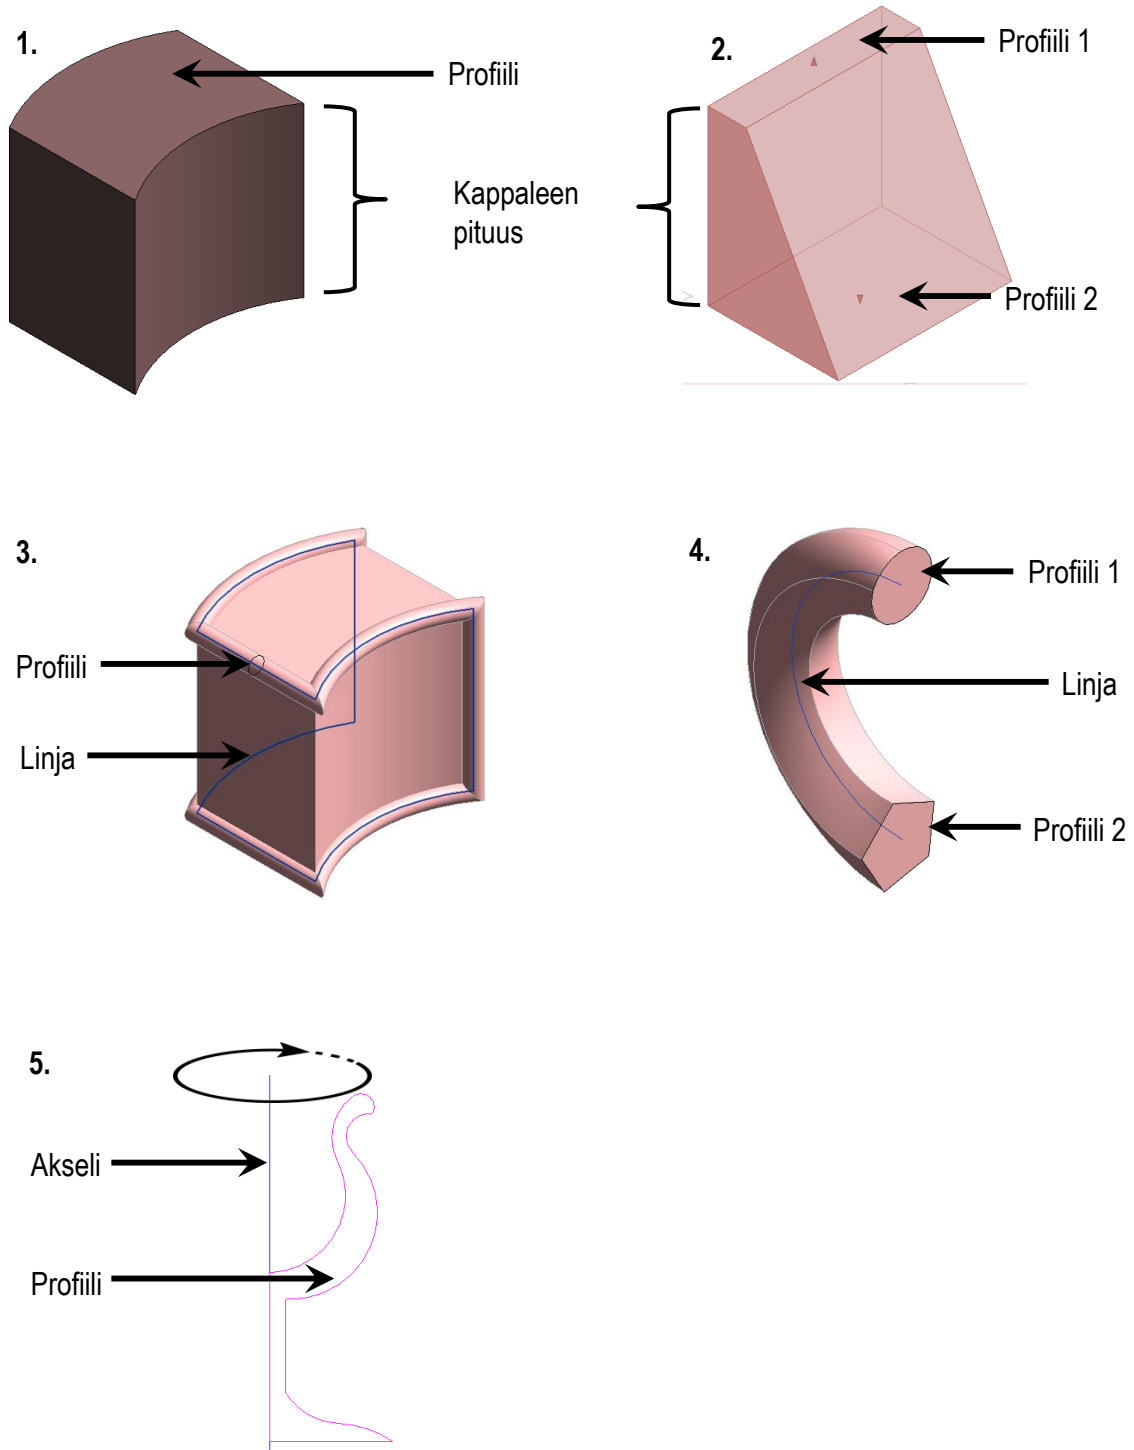 1.
Profiili
2.
Profiili 1
Kappaleen
pituus
Profiili 2
3.
Profiili
Linja
4.
Profiili 1
Linja
Profiili 2
5.
Akseli
Profiili